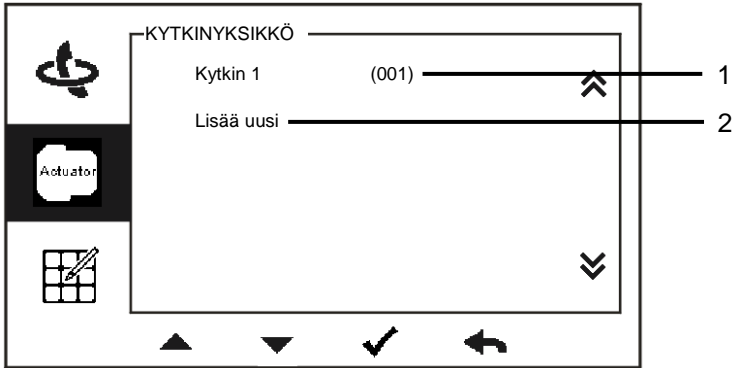 KYTKINYKSIKKÖ
Kytkin 1 (001) 1
Lisää uusi 2
Actuator